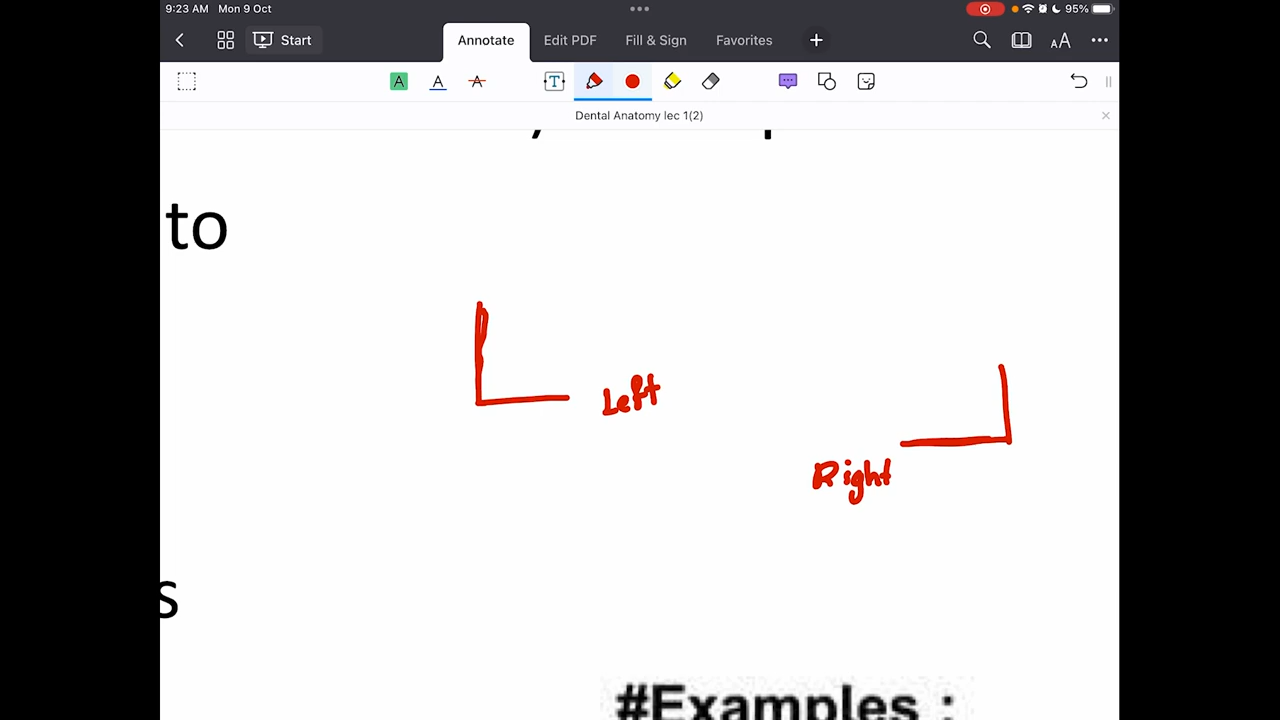 9:23 AM Mon 9 Oct 95%
Start Annotate Edit PDF Fill & Sign Favorites + AA
A A A T
Dental Anatomy lec 1(2) ×
to
Left
Right
s
#Examples :